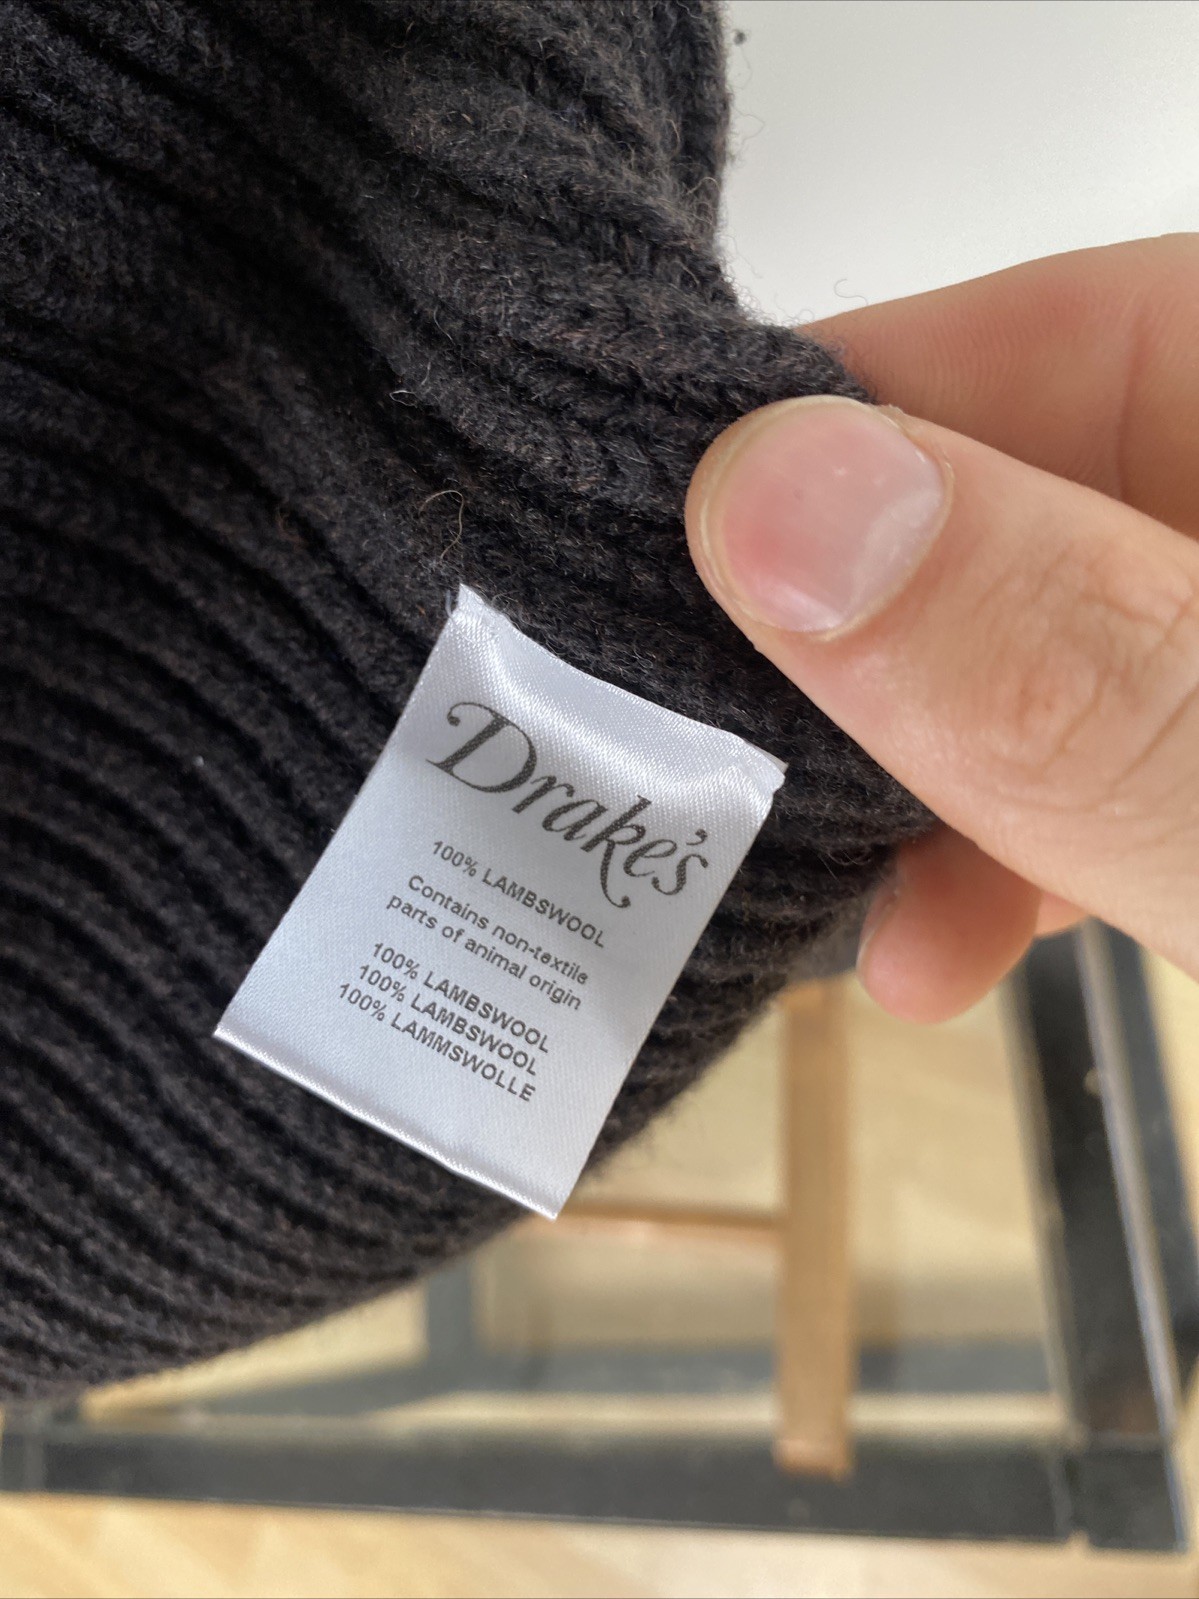 Drake's
100% LAMBSWOOL
Contains non-textile
parts of animal origin
100% LAMBSWOOL
100% LAMBSWOOL
100% LAMMSWOLLE